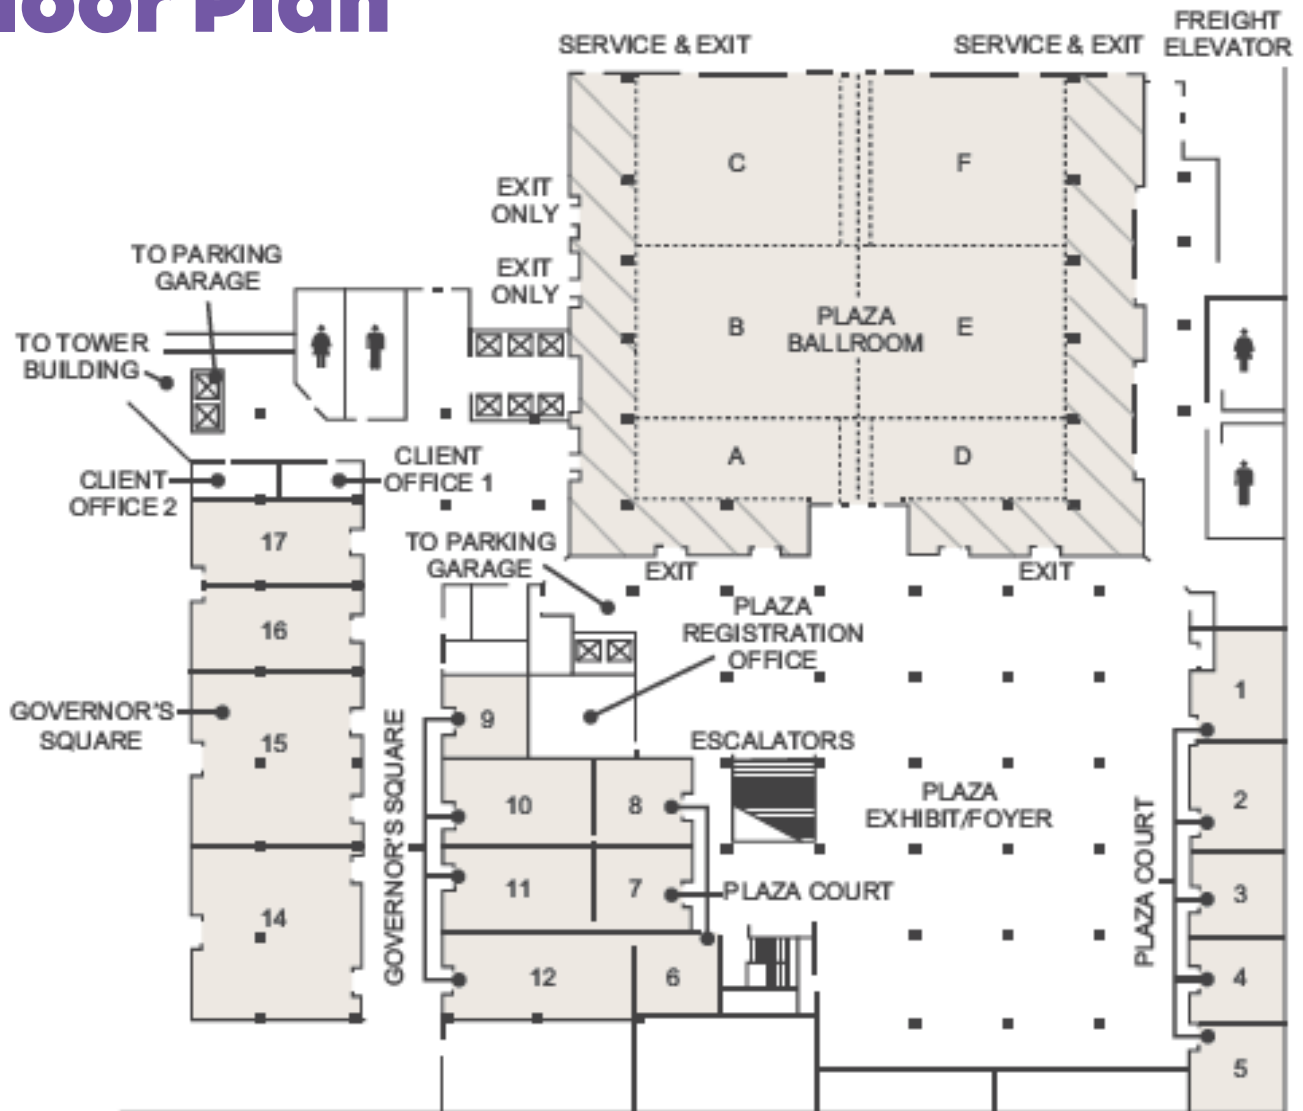 loor Plan
FREIGHT
ELEVATOR
SERVICE & EXIT
SERVICE & EXIT
C
F
EXIT
ONLY
TO PARKING
GARAGE
EXIT
ONLY
B
PLAZA
BALLROOM
E
TO TOWER
BUILDING
A
D
CLIENT
OFFICE 1
CLIENT
OFFICE 2
17
TO PARKING
GARAGE
EXIT
EXIT
16
PLAZA
REGISTRATION
OFFICE
1
GOVERNOR'S
SQUARE
9
15
ESCALATORS
GOVERNOR'S SQUARE
10
8
PLAZA
EXHIBIT/FOYER
2
PLAZA COURT
11
7
PLAZA COURT
3
14
12
6
4
5